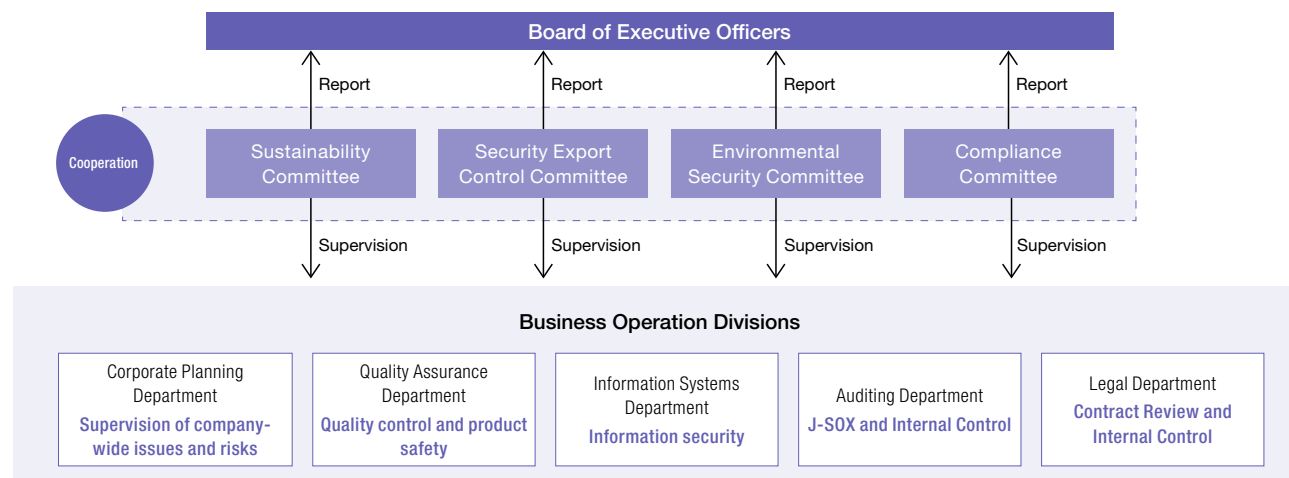 Board of Executive Officers
Report
Report
Report
Report
Cooperation
Sustainability
Committee
Security Export
Control Committee
Environmental
Security Committee
Compliance
Committee
Supervision
Supervision
Supervision
Supervision
Business Operation Divisions
Corporate Planning
Department
Supervision of company-
wide issues and risks
Quality Assurance
Department
Quality control and product
safety
Information Systems
Department
Information security
Auditing Department
J-SOX and Internal Control
Legal Department
Contract Review and
Internal Control